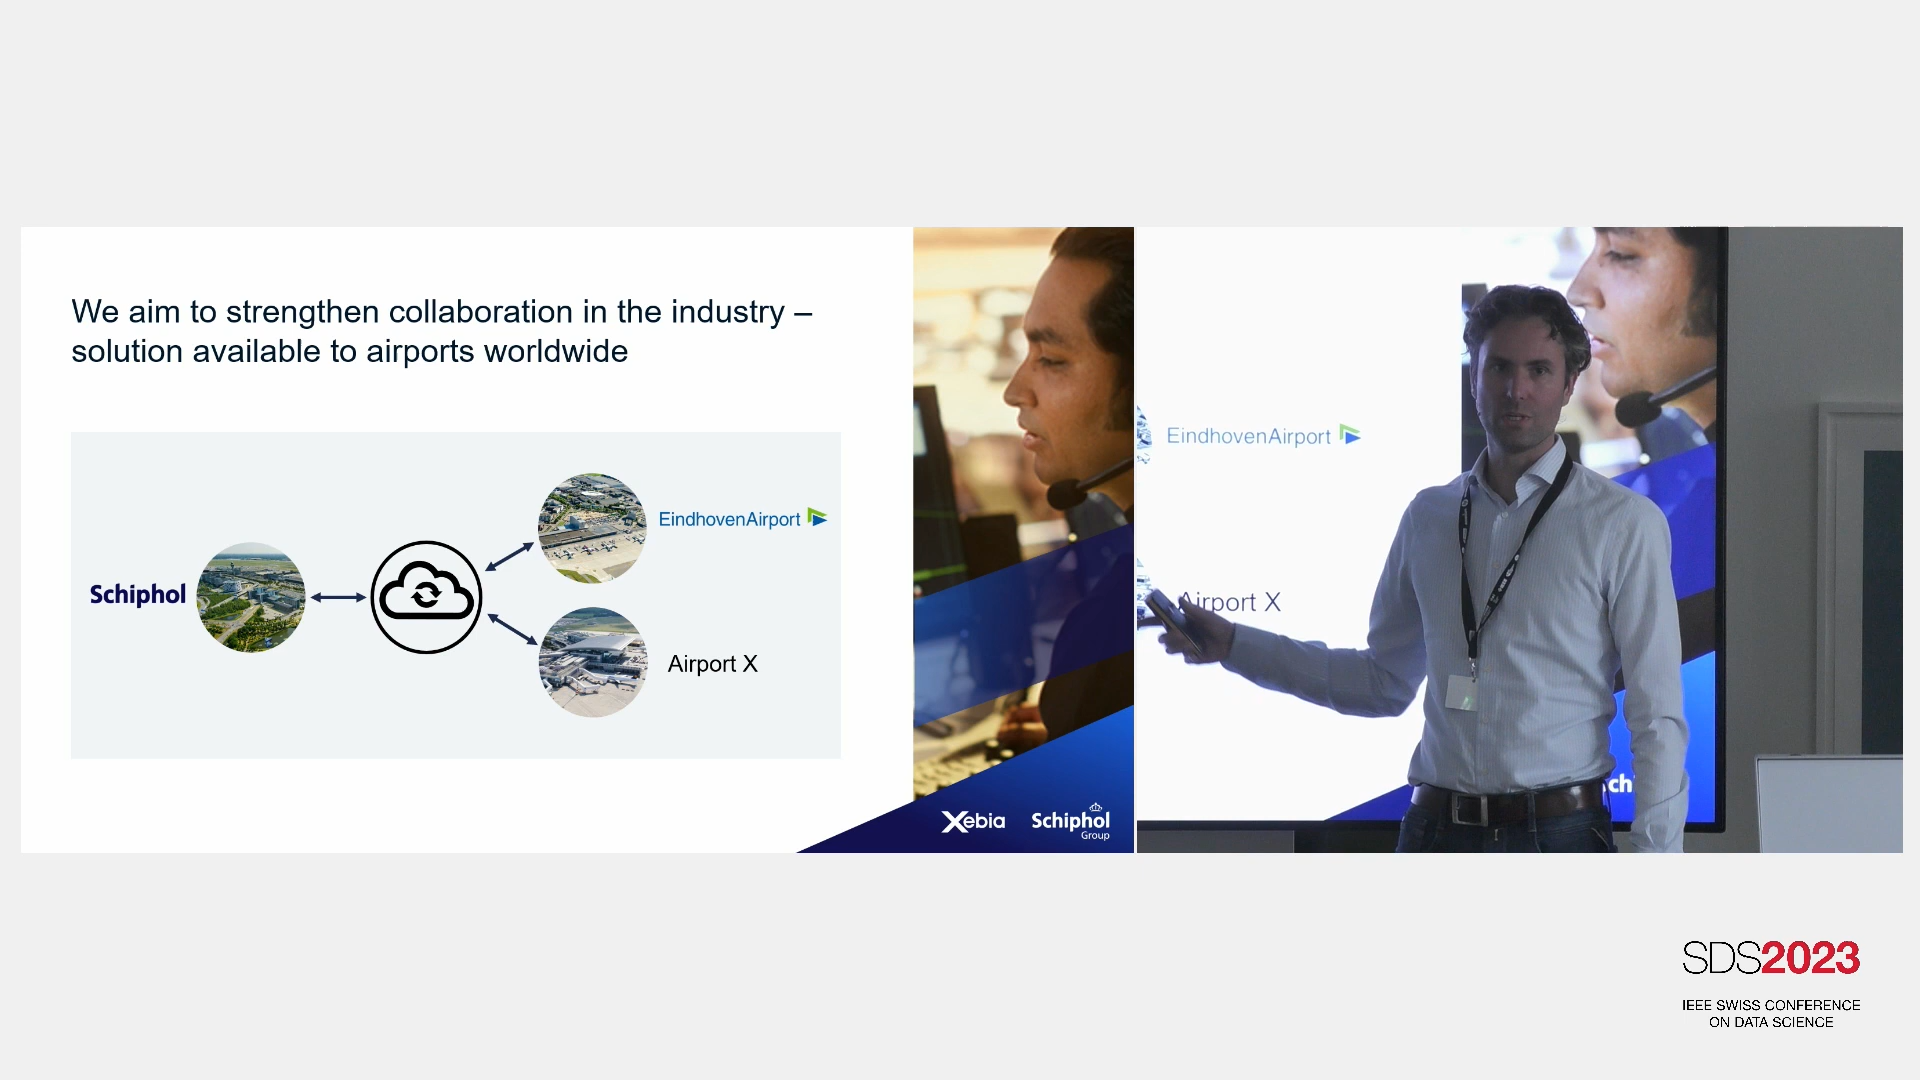 We aim to strengthen collaboration in the industry –
solution available to airports worldwide
Schiphol
EindhovenAirport
Airport X
Xebia
Schiphol
Group
EindhovenAirport
Airport X
SDS2023
IEEE SWISS CONFERENCE
ON DATA SCIENCE